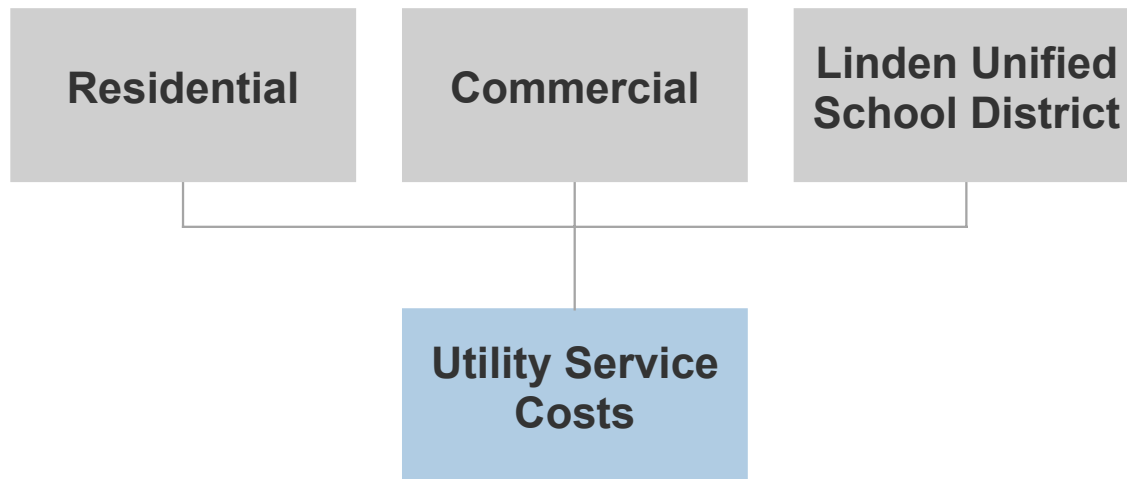 Residential
Commercial
Linden Unified
School District
Utility Service
Costs